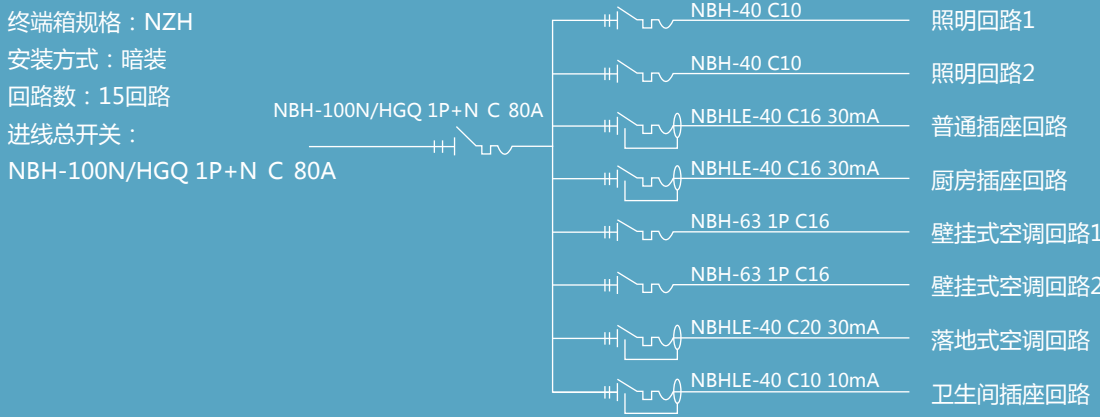 终端箱规格：NZH
安装方式：暗装
回路数：15回路
进线总开关：
NBH-100N/HGQ 1P+N C 80A
NBH-100N/HGQ 1P+N C 80A
NBH-40 C10 照明回路1
NBH-40 C10 照明回路2
NBHLE-40 C16 30mA 普通插座回路
NBHLE-40 C16 30mA 厨房插座回路
NBH-63 1P C16 壁挂式空调回路1
NBH-63 1P C16 壁挂式空调回路2
NBHLE-40 C20 30mA 落地式空调回路
NBHLE-40 C10 10mA 卫生间插座回路